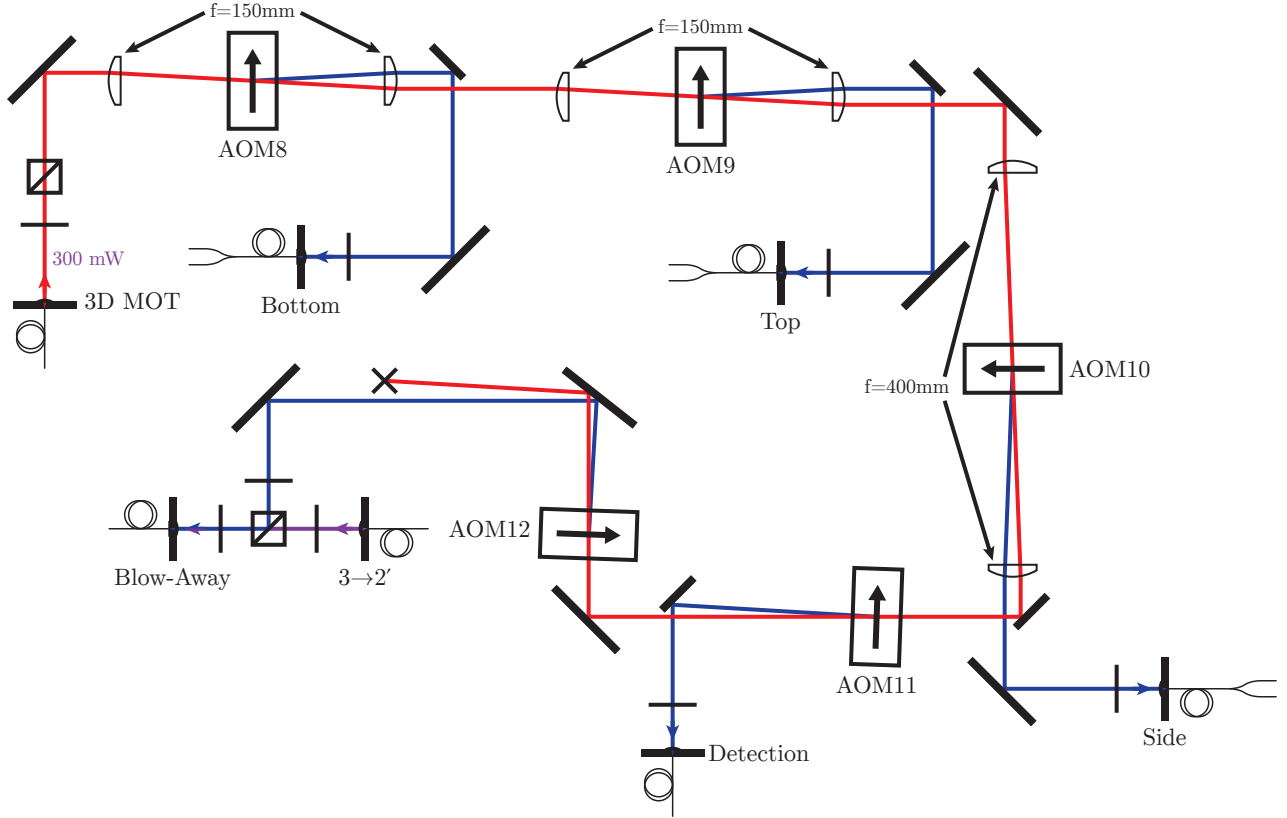 f=150mm
f=150mm
AOM8
AOM9
300 mW
3D MOT
Bottom
Top
f=400mm
AOM10
AOM12
Blow-Away
3→2′
AOM11
Side
Detection